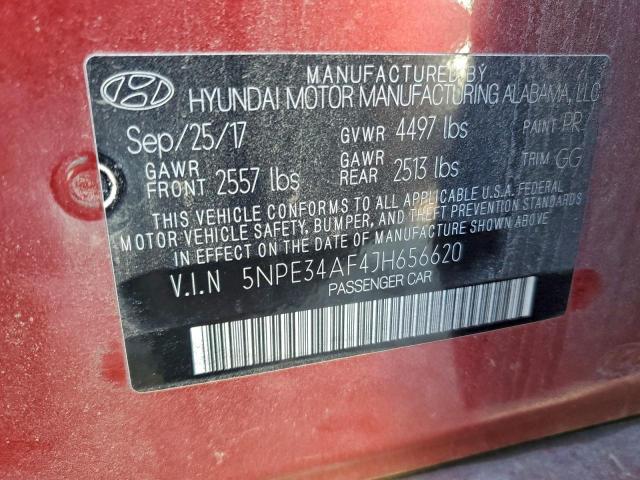 MANUFACTURED BY
HYUNDAI MOTOR MANUFACTURING ALABAMA, LLC
Sep/25/17 GVWR 4497 lbs PAINT PR2
GAWR FRONT 2557 lbs GAWR REAR 2513 lbs TRIM GG
THIS VEHICLE CONFORMS TO ALL APPLICABLE U.S.A. FEDERAL
MOTOR VEHICLE SAFETY, BUMPER, AND THEFT PREVENTION STANDARDS
IN EFFECT ON THE DATE OF MANUFACTURE SHOWN ABOVE
V.I.N 5NPE34AF4JH656620
PASSENGER CAR